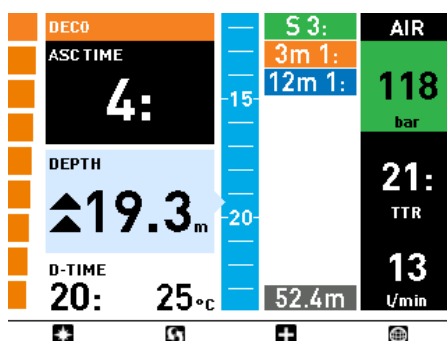 DECO
ASC TIME
4:
DEPTH
19.3m
D-TIME
20:
25°C
15
20
S 3:
3m 1:
12m 1:
52.4m
AIR
118
bar
21:
TTR
13
ℓ/min